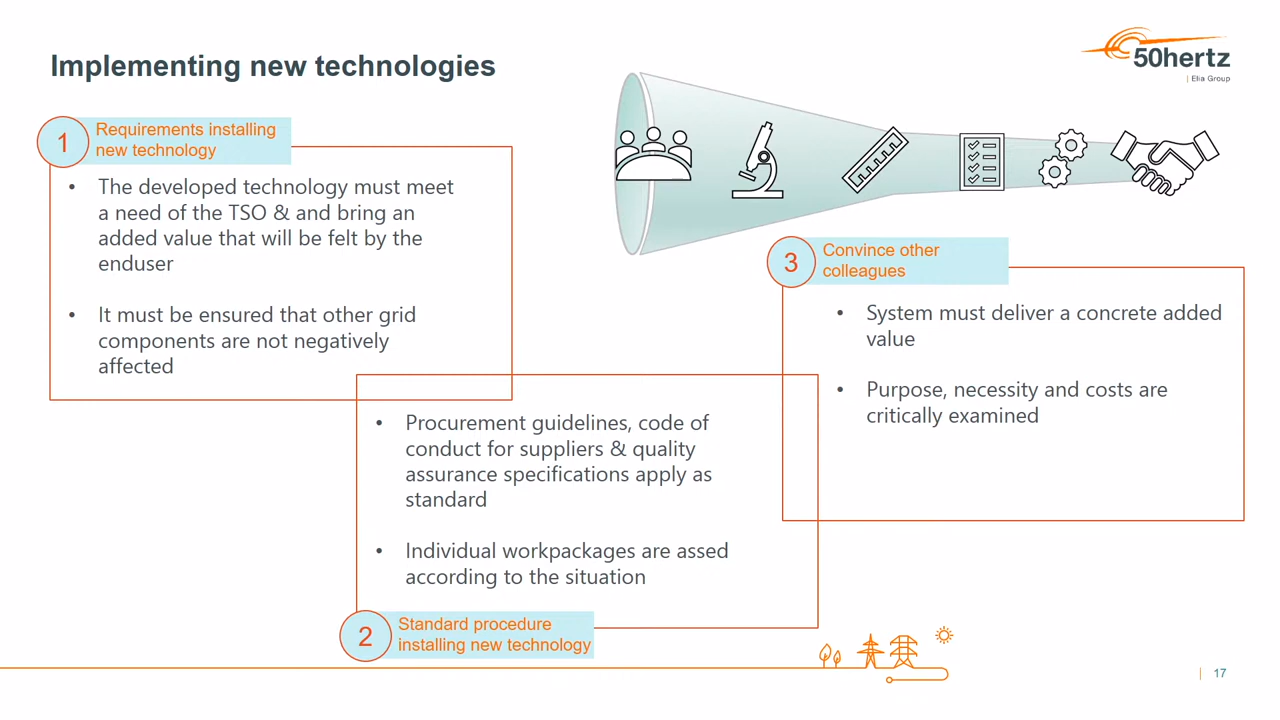 Implementing new technologies
50hertz
| Elia Group
1
Requirements installing
new technology
• The developed technology must meet
a need of the TSO & and bring an
added value that will be felt by the
enduser
• It must be ensured that other grid
components are not negatively
affected
• Procurement guidelines, code of
conduct for suppliers & quality
assurance specifications apply as
standard
• Individual workpackages are assed
according to the situation
2
Standard procedure
installing new technology
3
Convince other
colleagues
• System must deliver a concrete added
value
• Purpose, necessity and costs are
critically examined
| 17